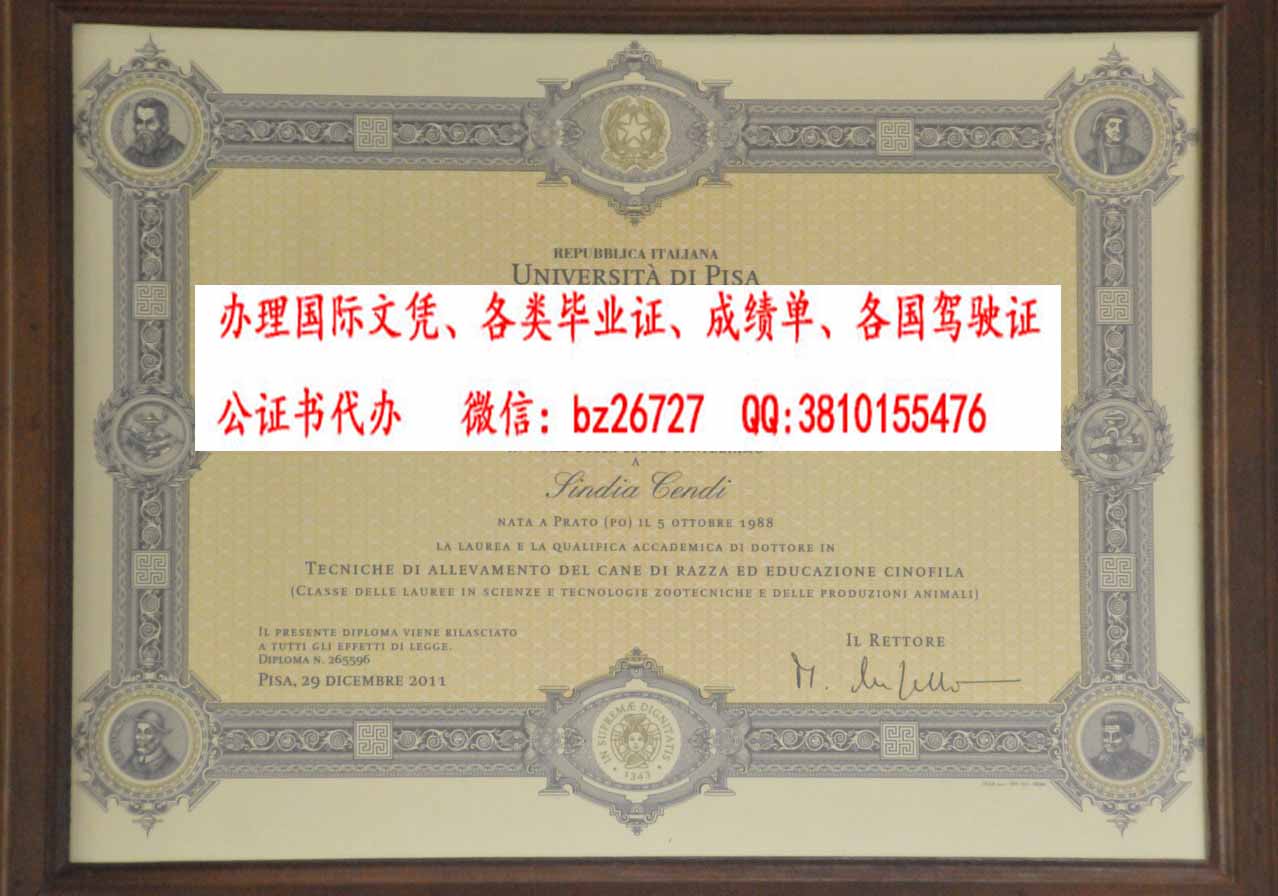 REPUBBLICA ITALIANA
UNIVERSITÀ DI PISA
办理国际文凭、各类毕业证、成绩单、各国驾驶证
公证书代办 微信: bz26727 QQ:3810155476
A
Sindia Cendi
NATA A PRATO (PO) IL 5 OTTOBRE 1988
LA LAUREA E LA QUALIFICA ACCADEMICA DI DOTTORE IN
TECNICHE DI ALLEVAMENTO DEL CANE DI RAZZA ED EDUCAZIONE CINOFILA
(CLASSE DELLE LAUREE IN SCIENZE E TECNOLOGIE ZOOTECNICHE E DELLE PRODUZIONI ANIMALI)
IL PRESENTE DIPLOMA VIENE RILASCIATO
A TUTTI GLI EFFETTI DI LEGGE.
DIPLOMA N. 265596
PISA, 29 DICEMBRE 2011
IL RETTORE
IN SUPREMÆ DIGNITATIS
1343